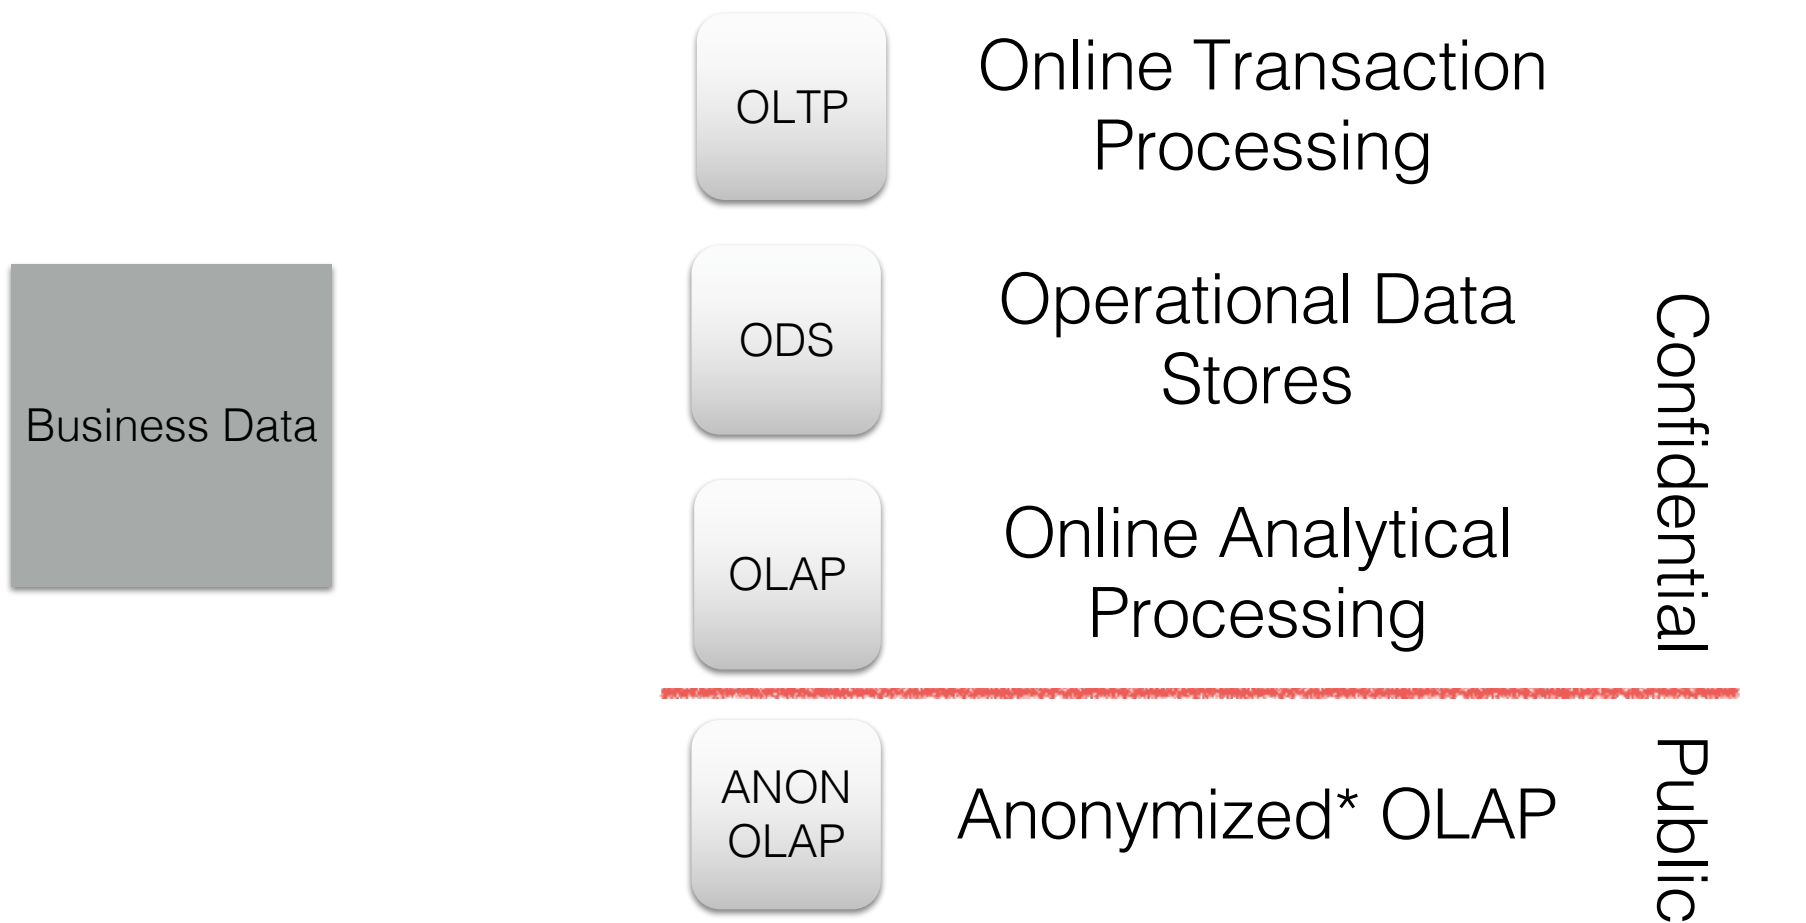 Business Data
OLTP
Online Transaction
Processing
ODS
Operational Data
Stores
OLAP
Online Analytical
Processing
Confidential
ANON
OLAP
Anonymized* OLAP
Public